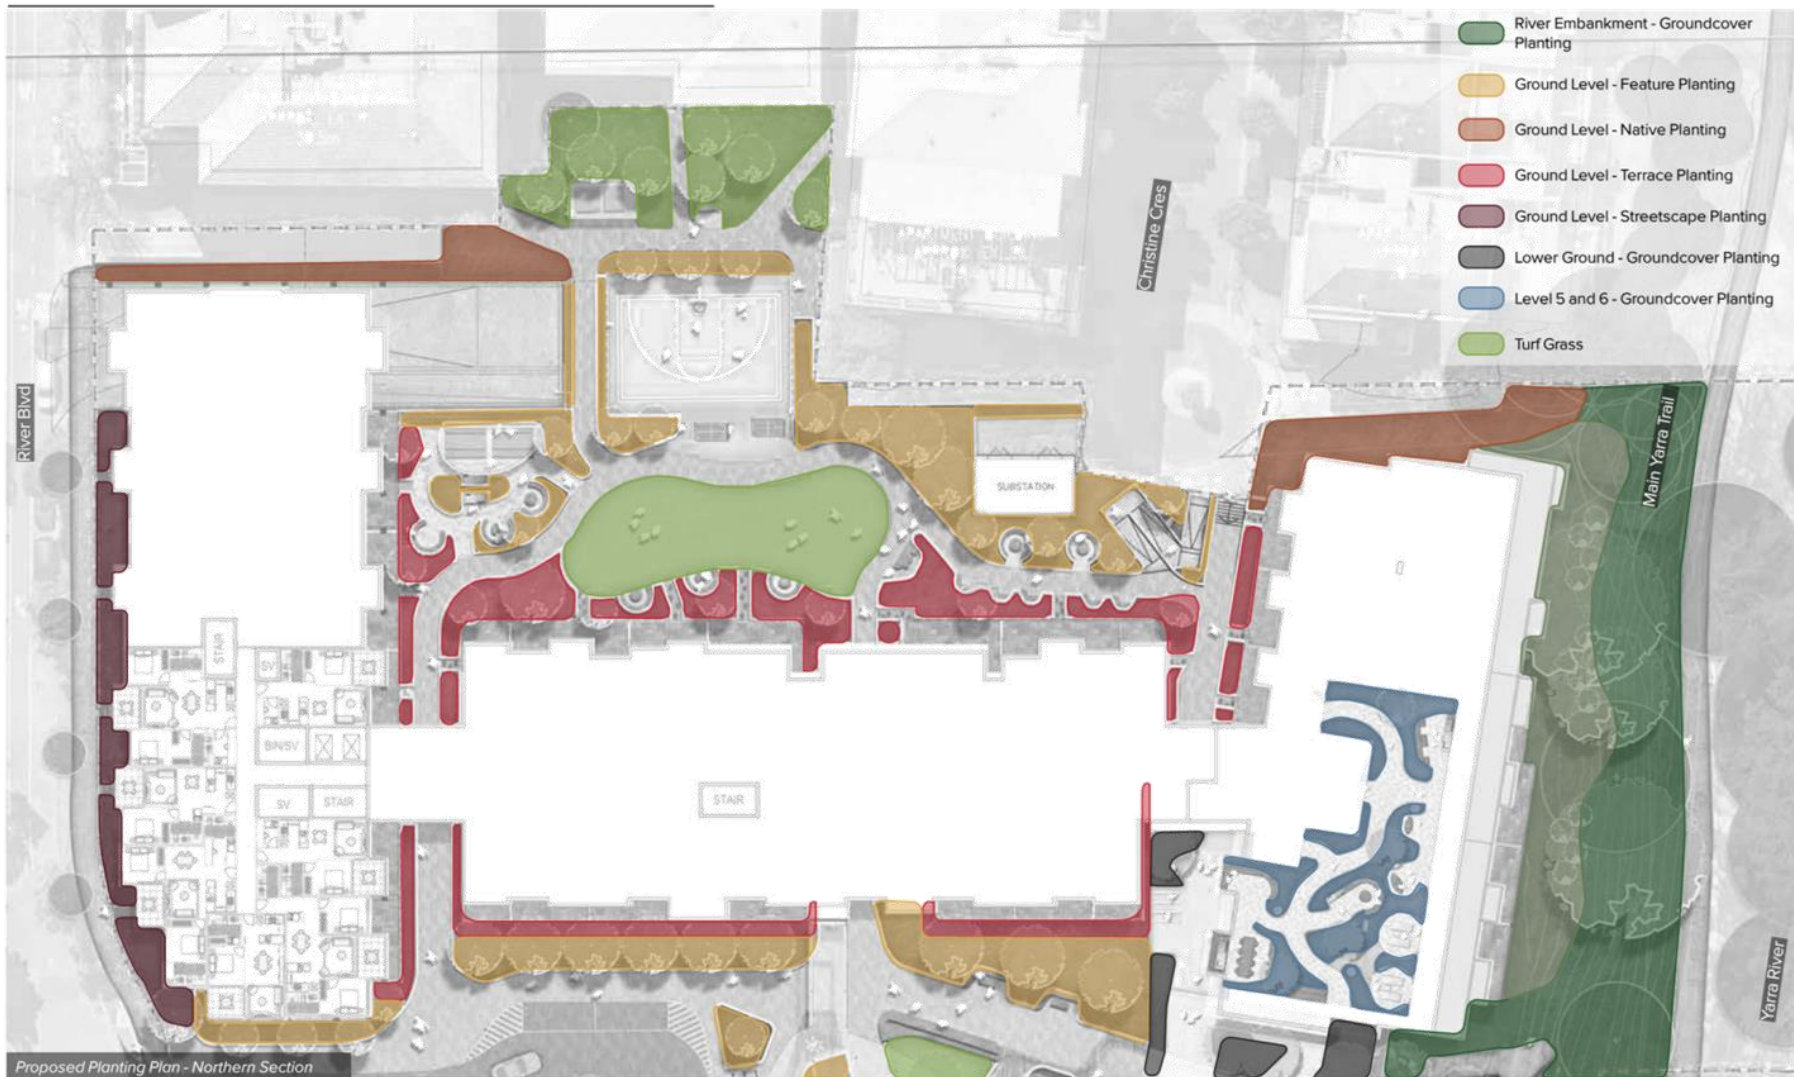 River Embankment - Groundcover
Planting
Ground Level - Feature Planting
Ground Level - Native Planting
Ground Level - Terrace Planting
Ground Level - Streetscape Planting
Lower Ground - Groundcover Planting
Level 5 and 6 - Groundcover Planting
Turf Grass
Christine Cres
River Blvd
Main Yarra Trail
SUBSTATION
STAIR
SV
BIN/SV
SV
STAIR
STAIR
Yarra River
Proposed Planting Plan - Northern Section